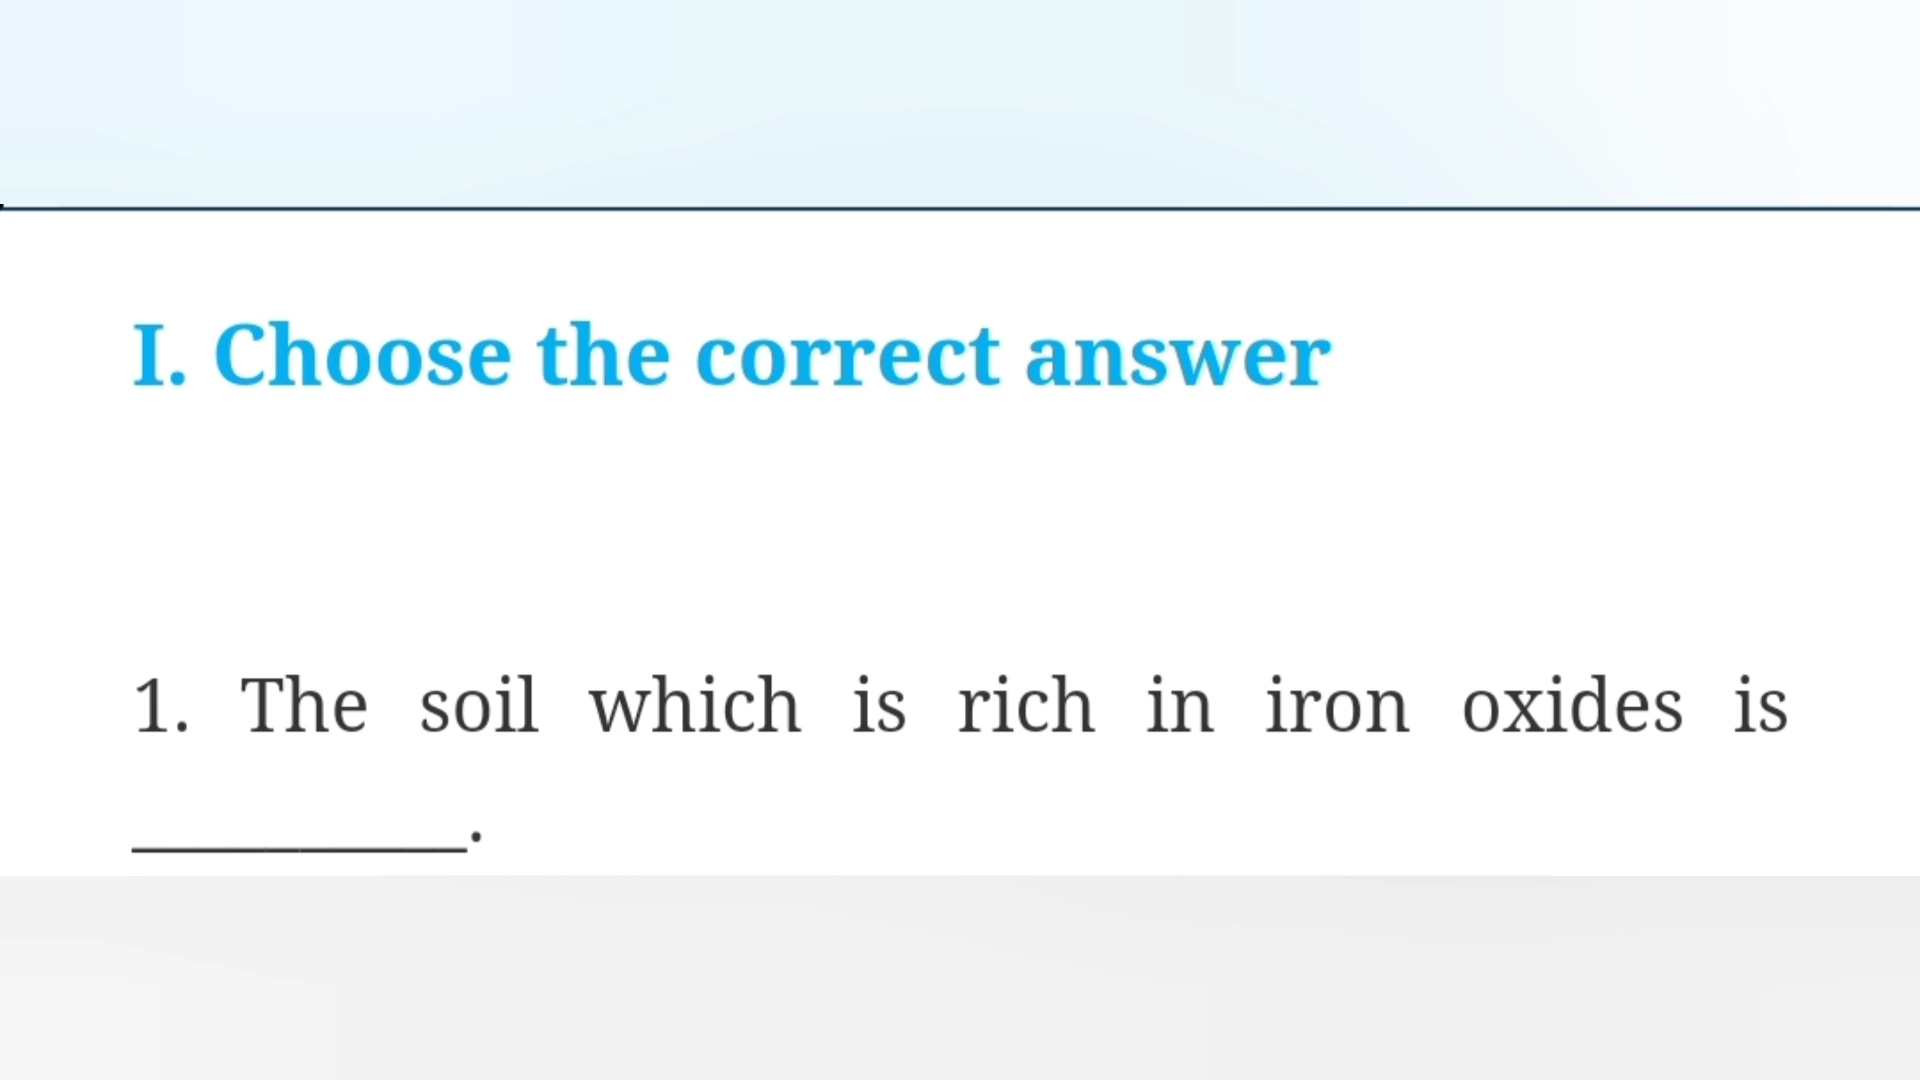 I. Choose the correct answer
1. The soil which is rich in iron oxides is
__________.